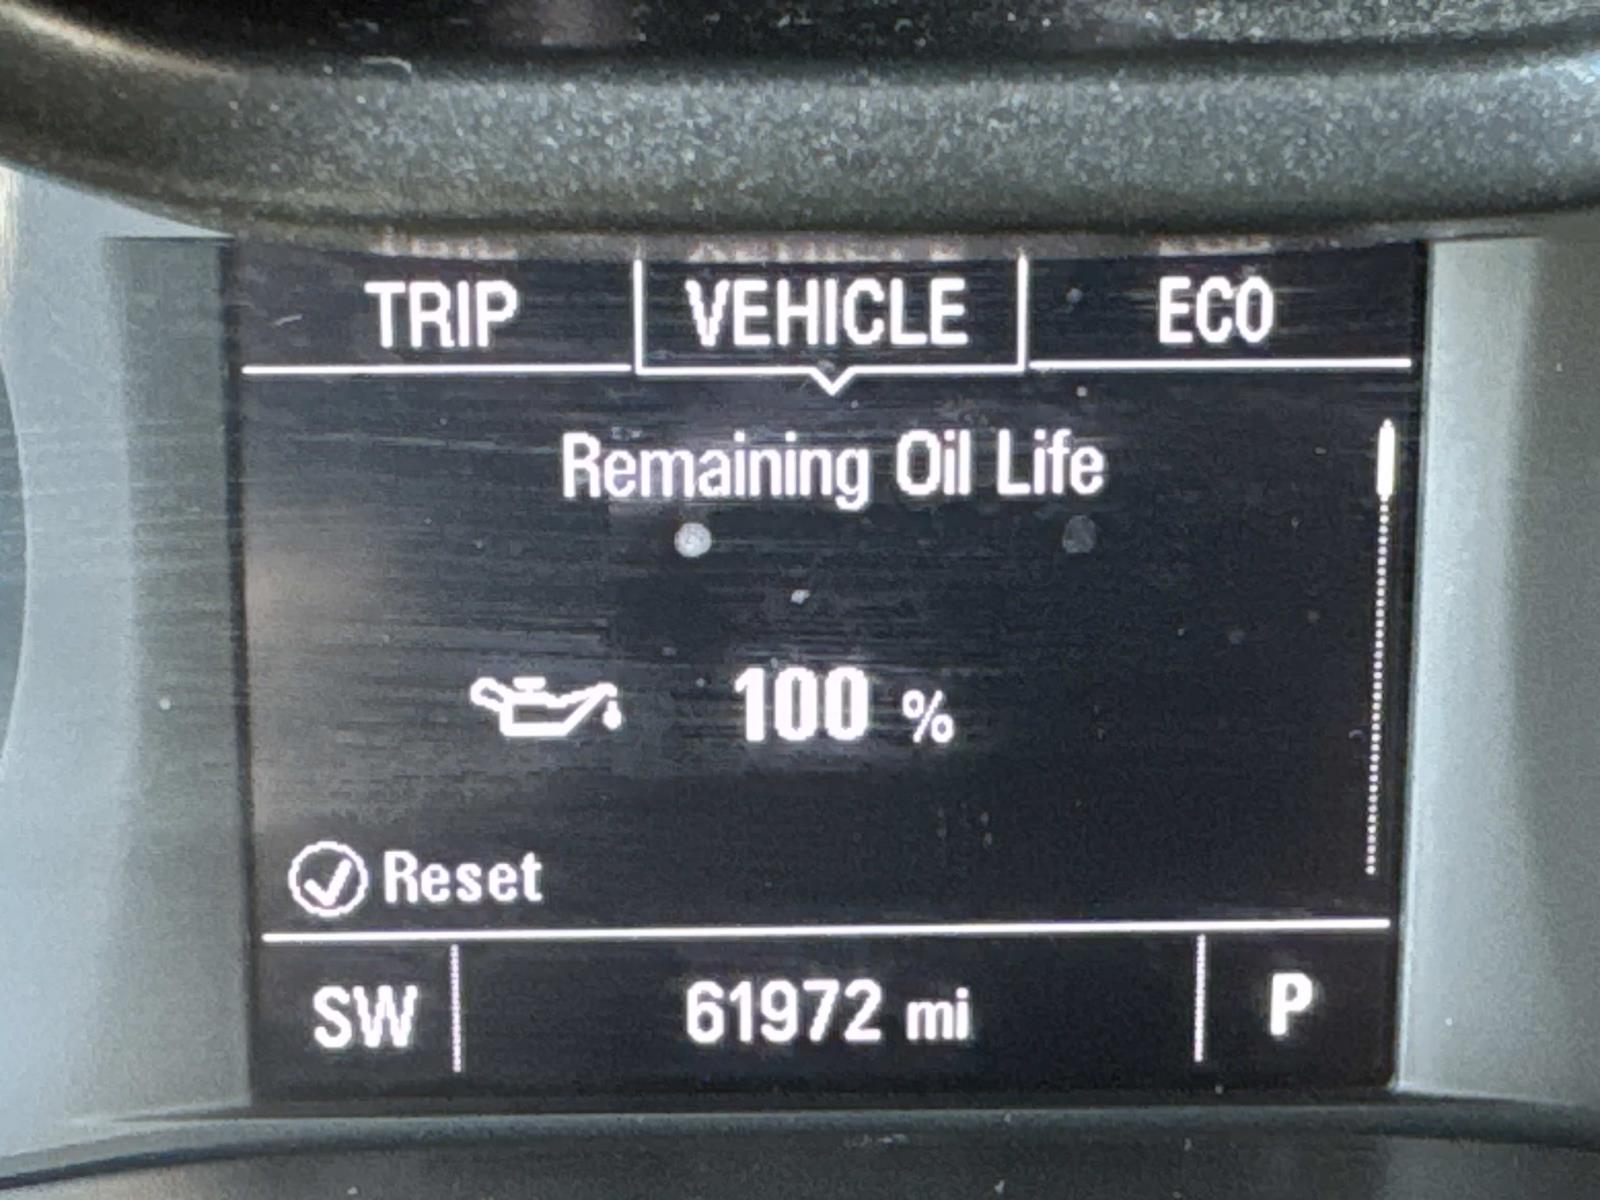 TRIP VEHICLE ECO
Remaining Oil Life
100 %
Reset
SW 61972 mi P